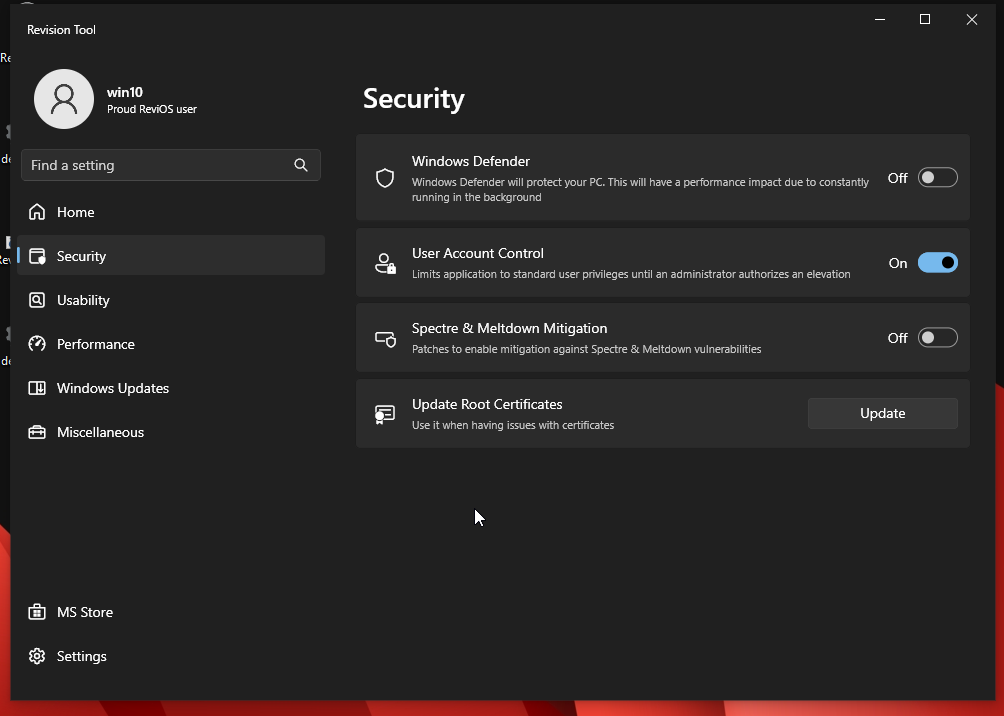 Revision Tool
win10
Proud ReviOS user
Find a setting
Home
Security
Usability
Performance
Windows Updates
Miscellaneous
MS Store
Settings
Security
Windows Defender
Windows Defender will protect your PC. This will have a performance impact due to constantly
running in the background
Off
User Account Control
Limits application to standard user privileges until an administrator authorizes an elevation
On
Spectre & Meltdown Mitigation
Patches to enable mitigation against Spectre & Meltdown vulnerabilities
Off
Update Root Certificates
Use it when having issues with certificates
Update